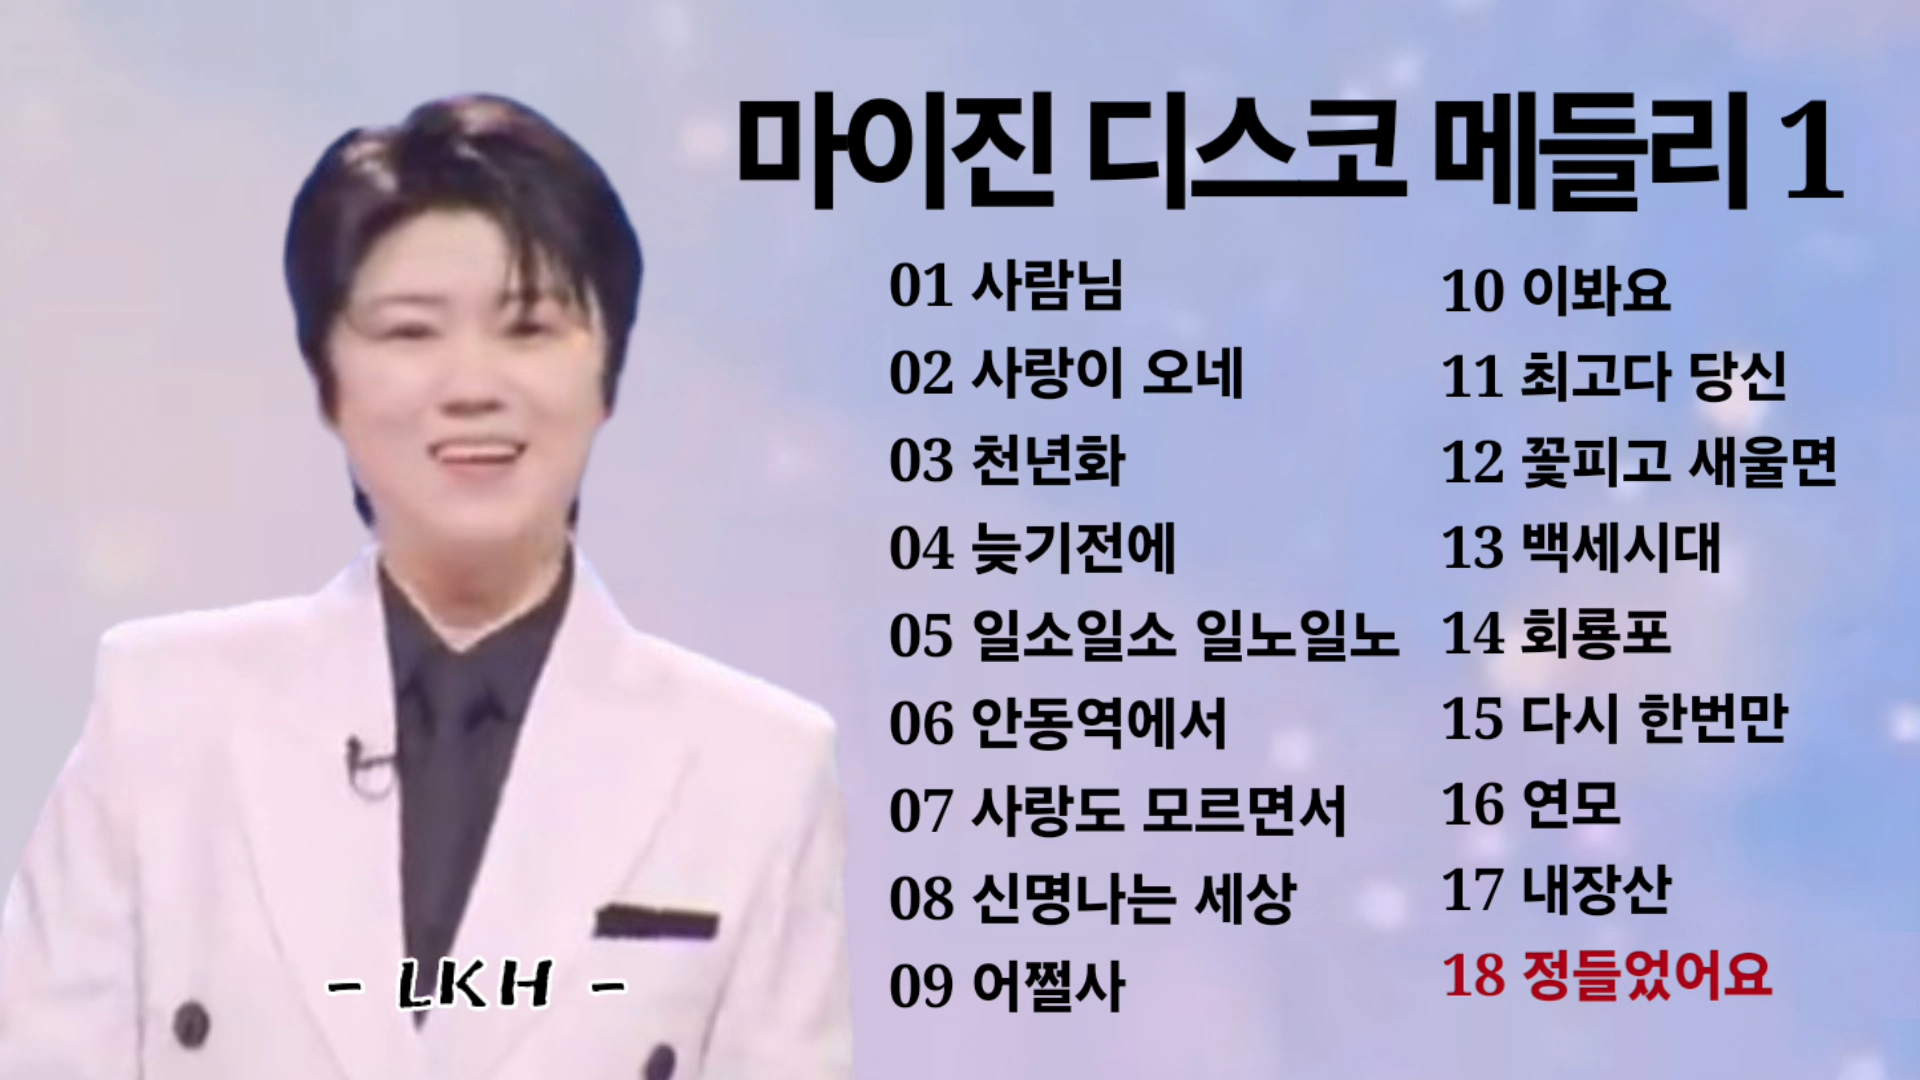 마이진 디스코 메들리 1
01 사람님
02 사랑이 오네
03 천년화
04 늦기전에
05 일소일소 일노일노
06 안동역에서
07 사랑도 모르면서
08 신명나는 세상
09 어쩔사
10 이봐요
11 최고다 당신
12 꽃피고 새울면
13 백세시대
14 회룡포
15 다시 한번만
16 연모
17 내장산
18 정들었어요
- LKH -